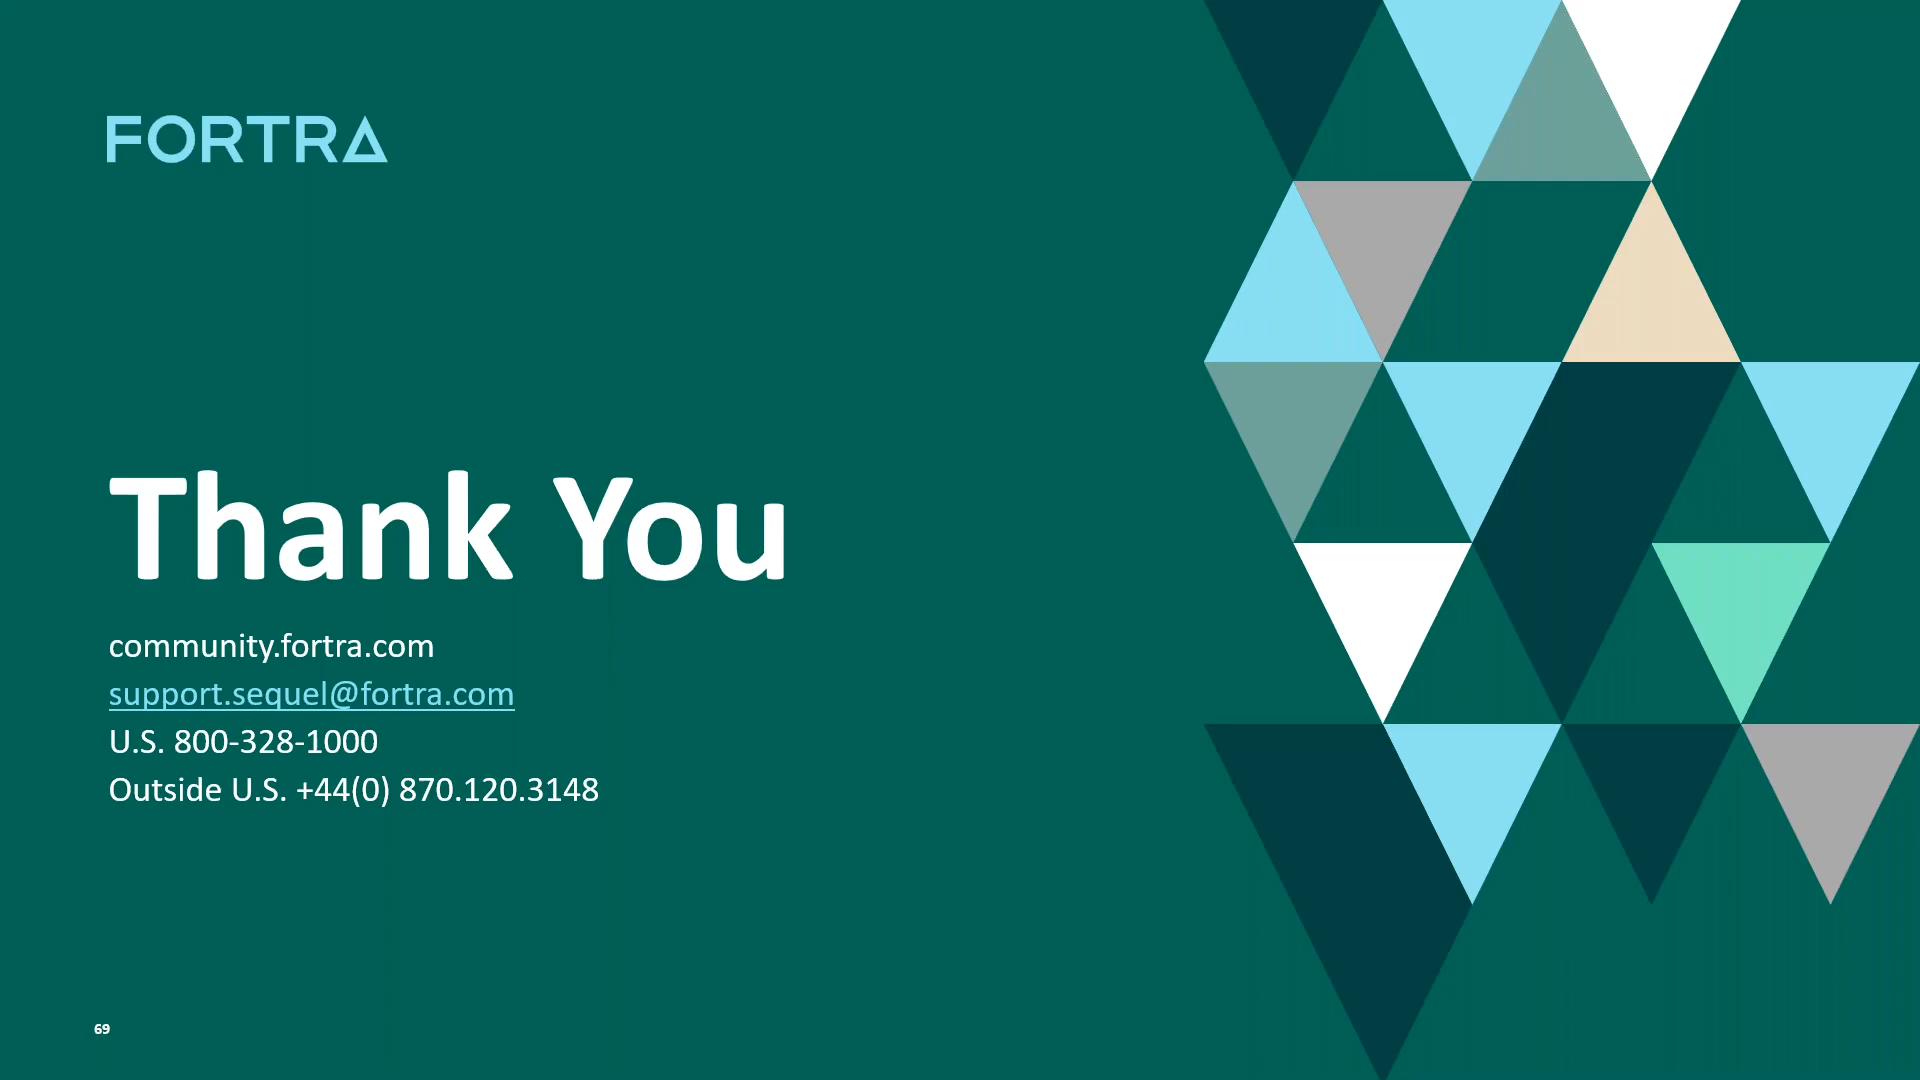 FORTRA
Thank You
community.fortra.com
support.sequel@fortra.com
U.S. 800-328-1000
Outside U.S. +44(0) 870.120.3148
69